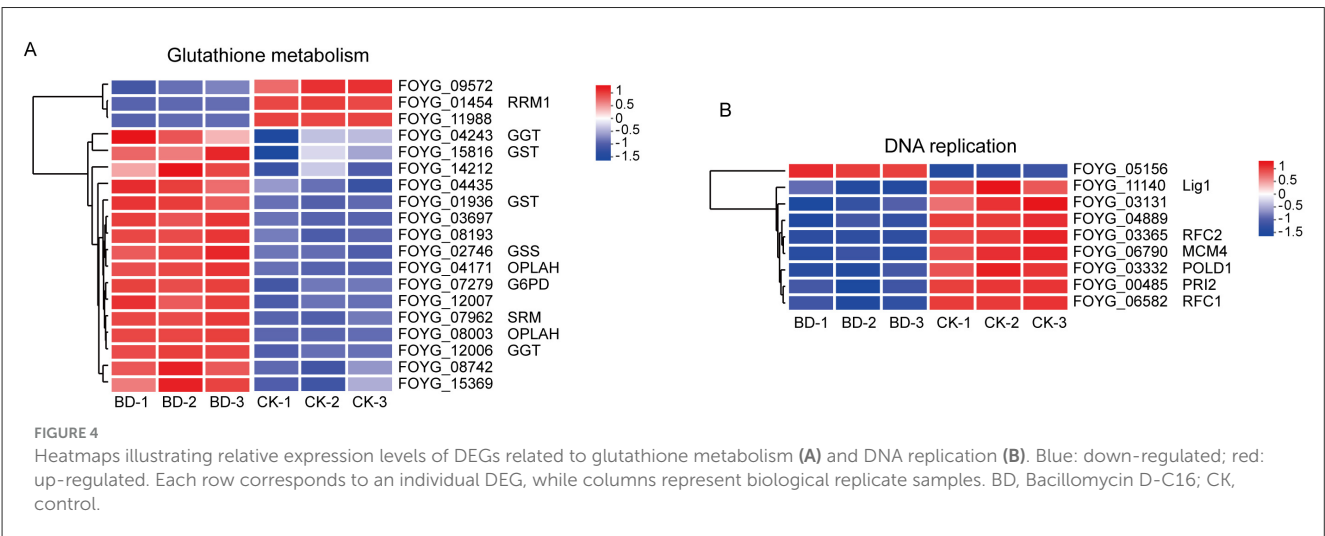 A
Glutathione metabolism
FOYG_09572
FOYG_01454 RRM1
FOYG_11988
FOYG_04243 GGT
FOYG_15816 GST
FOYG_14212
FOYG_04435
FOYG_01936 GST
FOYG_03697
FOYG_08193
FOYG_02746 GSS
FOYG_04171 OPLAH
FOYG_07279 G6PD
FOYG_12007
FOYG_07962 SRM
FOYG_08003 OPLAH
FOYG_12006 GGT
FOYG_08742
FOYG_15369
BD-1 BD-2 BD-3 CK-1 CK-2 CK-3
1
0.5
0
-0.5
-1
-1.5
B
DNA replication
FOYG_05156
FOYG_11140 Lig1
FOYG_03131
FOYG_04889
FOYG_03365 RFC2
FOYG_06790 MCM4
FOYG_03332 POLD1
FOYG_00485 PRI2
FOYG_06582 RFC1
BD-1 BD-2 BD-3 CK-1 CK-2 CK-3
1
0.5
0
-0.5
-1
-1.5
FIGURE 4
Heatmaps illustrating relative expression levels of DEGs related to glutathione metabolism (A) and DNA replication (B). Blue: down-regulated; red:
up-regulated. Each row corresponds to an individual DEG, while columns represent biological replicate samples. BD, Bacillomycin D-C16; CK,
control.